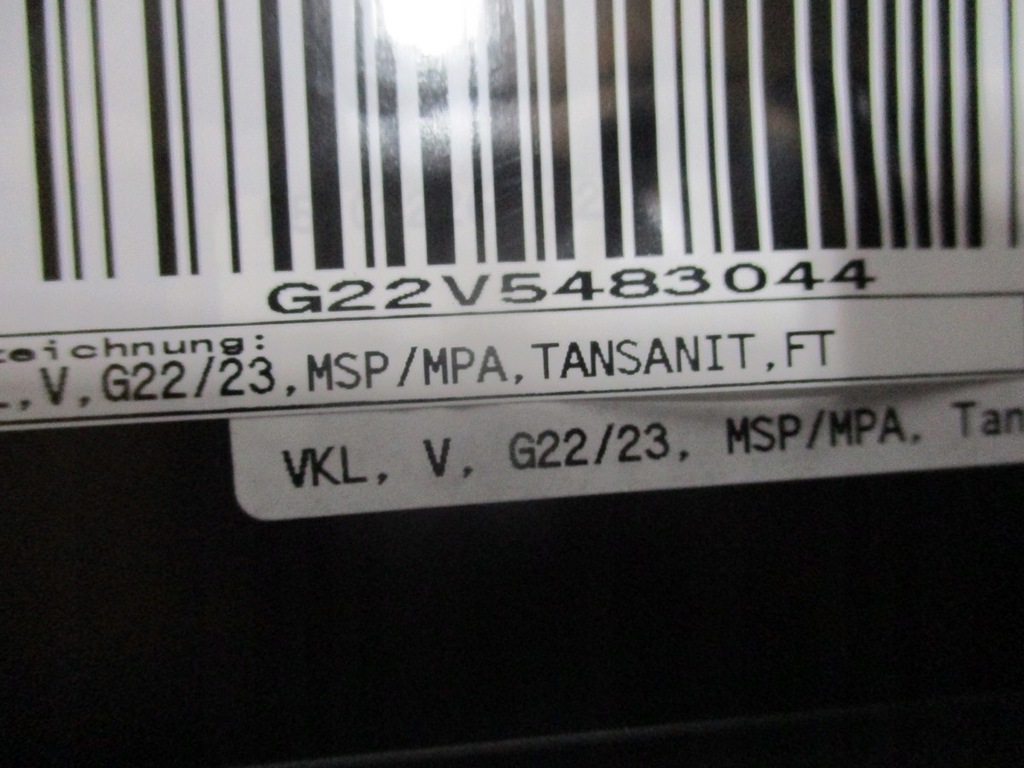 G22V5483044
eichnung:
,V,G22/23,MSP/MPA,TANSANIT,FT
VKL, V, G22/23, MSP/MPA, Tan